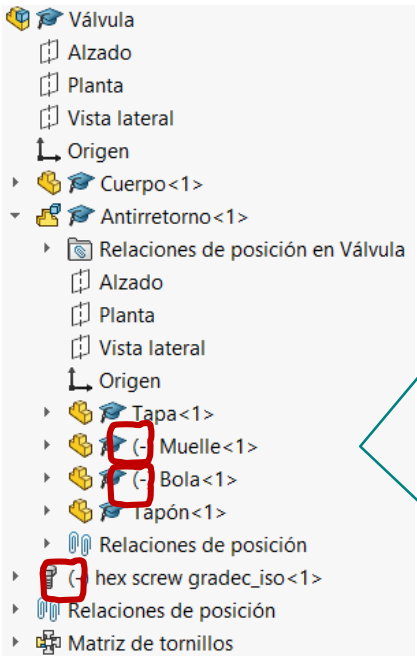 Válvula
Alzado
Planta
Vista lateral
Origen
Cuerpo<1>
Antirretorno<1>
Relaciones de posición en Válvula
Alzado
Planta
Vista lateral
Origen
Tapa<1>
(-) Muelle<1>
(-) Bola<1>
Tapón<1>
Relaciones de posición
(-) hex screw gradec_iso<1>
Relaciones de posición
Matriz de tornillos